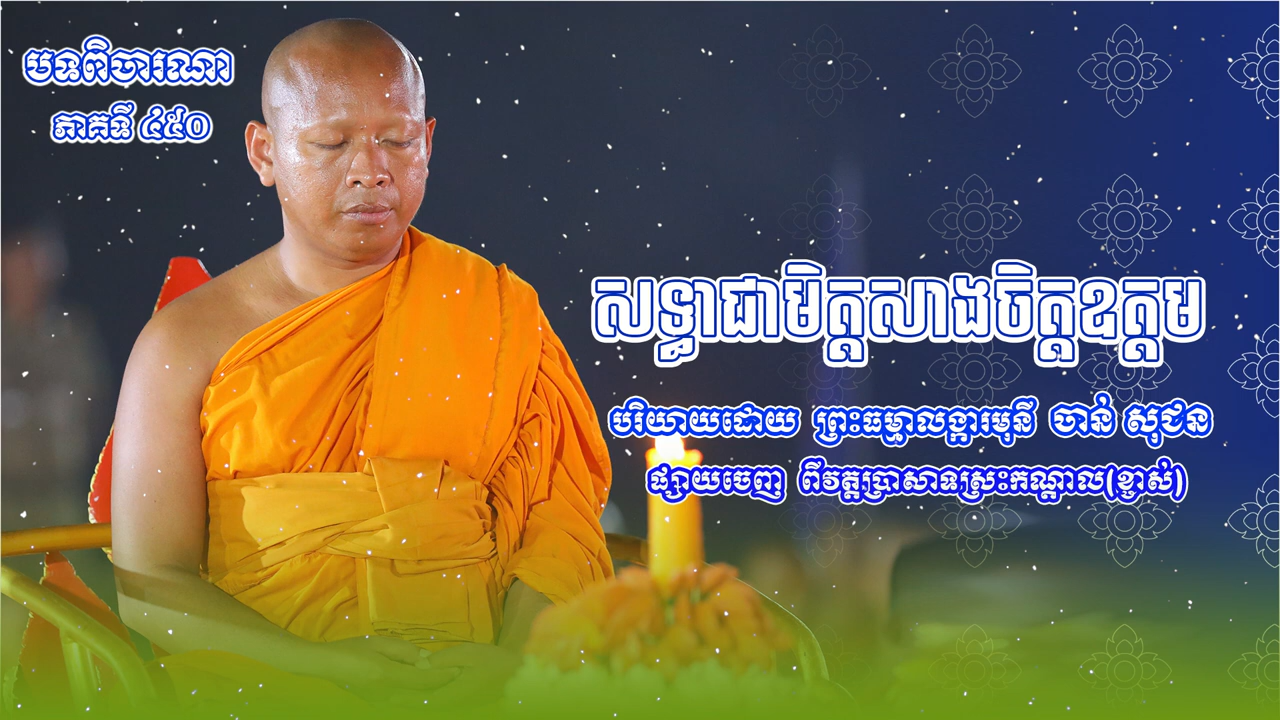 បទពិចារណា
ភាគទី ៤៥០
សទ្ធាជាមិត្តសាងចិត្តឧត្តម
បរិយាយដោយ ព្រះធម្មាលង្ការមុនី ចាន់ សុជន
ផ្សាយចេញ ពីវត្តប្រាសាទស្រះកណ្ដាល(ខ្ចាស់)